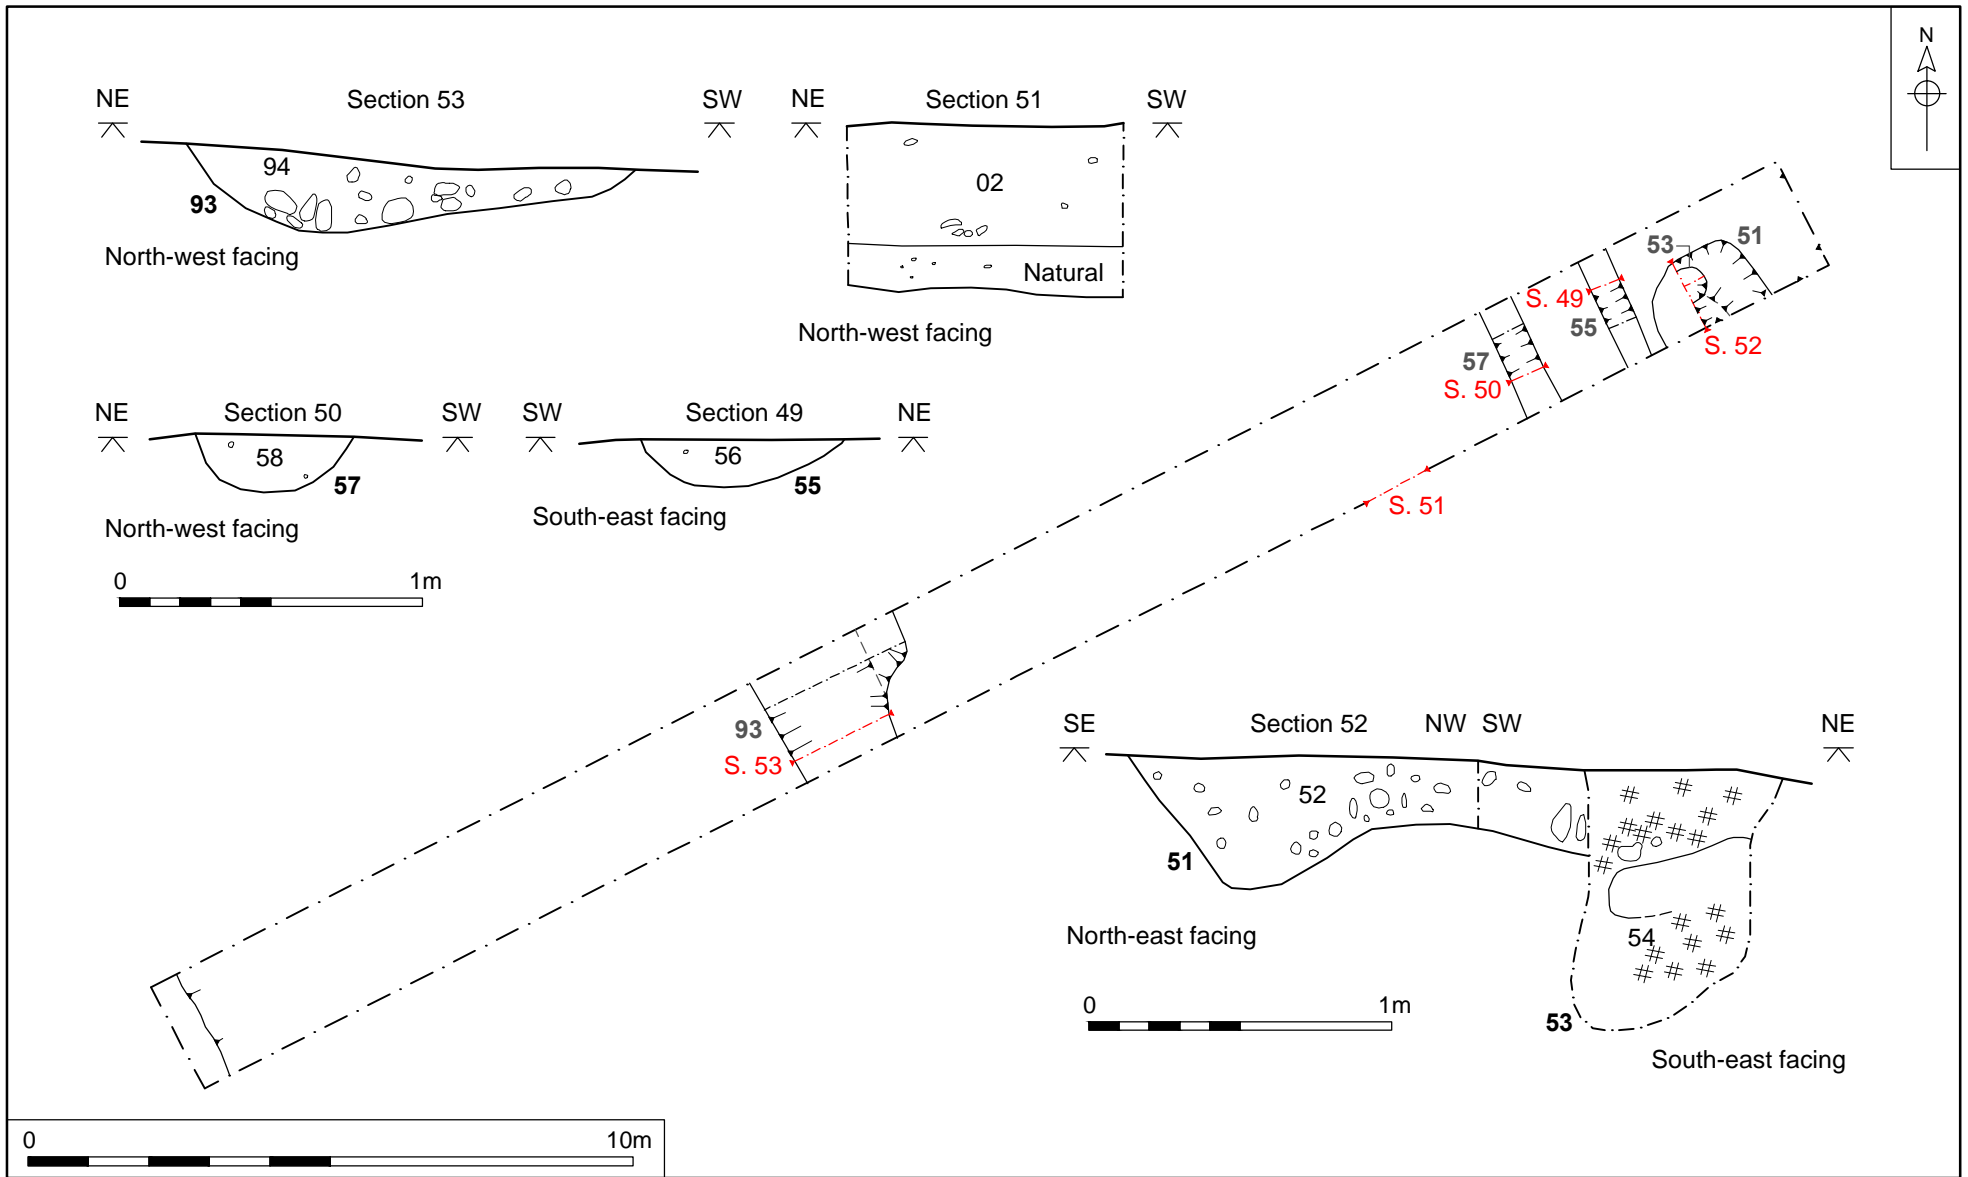 N
NE Section 53 SW
94
93
North-west facing
NE Section 51 SW
02
Natural
North-west facing
NE Section 50 SW
58
57
North-west facing
SW Section 49 NE
56
55
South-east facing
0 1m
53
51
S. 49
55
S. 52
57
S. 50
S. 51
93
S. 53
SE Section 52 NW SW NE
52
51
54
53
North-east facing
South-east facing
0 1m
0 10m